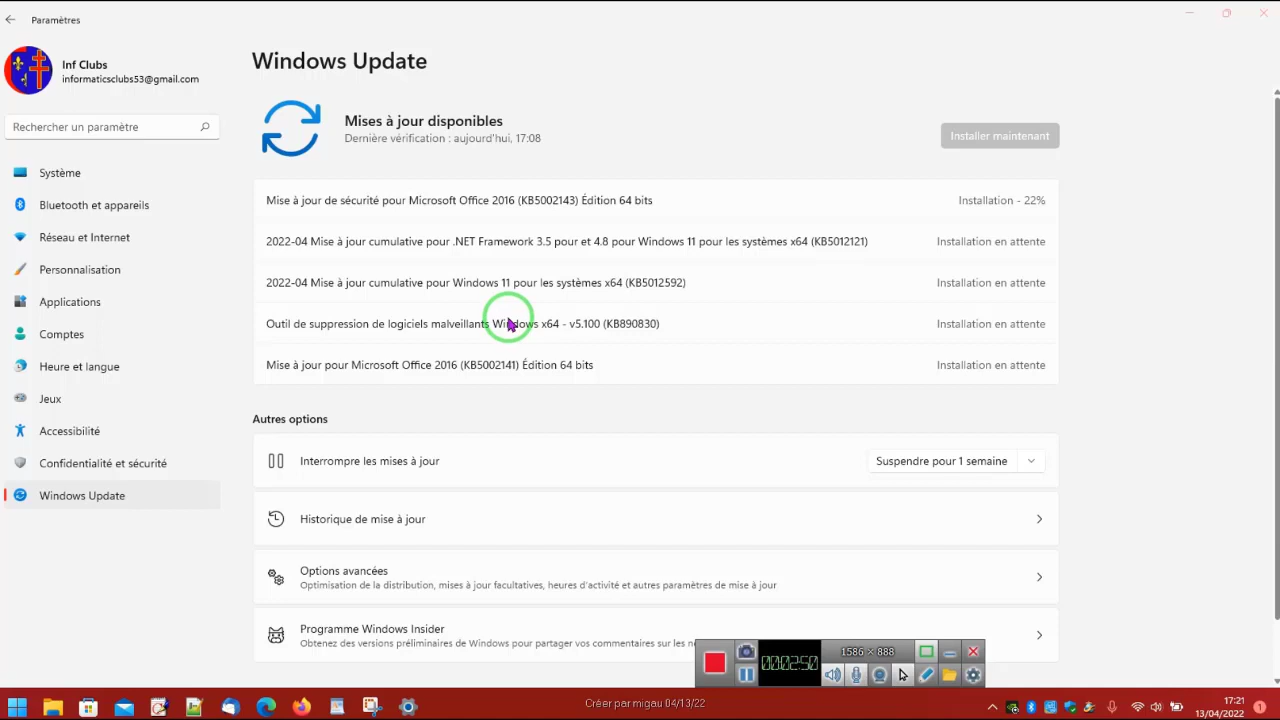 Paramètres
Inf Clubs
informaticsclubs53@gmail.com
Rechercher un paramètre
Système
Bluetooth et appareils
Réseau et Internet
Personnalisation
Applications
Comptes
Heure et langue
Jeux
Accessibilité
Confidentialité et sécurité
Windows Update
Windows Update
Mises à jour disponibles
Dernière vérification : aujourd'hui, 17:08
Installer maintenant
Mise à jour de sécurité pour Microsoft Office 2016 (KB5002143) Édition 64 bits Installation - 22%
2022-04 Mise à jour cumulative pour .NET Framework 3.5 pour et 4.8 pour Windows 11 pour les systèmes x64 (KB5012121) Installation en attente
2022-04 Mise à jour cumulative pour Windows 11 pour les systèmes x64 (KB5012592) Installation en attente
Outil de suppression de logiciels malveillants Windows x64 - v5.100 (KB890830) Installation en attente
Mise à jour pour Microsoft Office 2016 (KB5002141) Édition 64 bits Installation en attente
Autres options
Interrompre les mises à jour Suspendre pour 1 semaine
Historique de mise à jour
Options avancées
Optimisation de la distribution, mises à jour facultatives, heures d'activité et autres paramètres de mise à jour
Programme Windows Insider
Obtenez des versions préliminaires de Windows pour partager vos commentaires sur les
1586 × 888
0:00:02:50
Créer par migau 04/13/22
17:21
13/04/2022
1